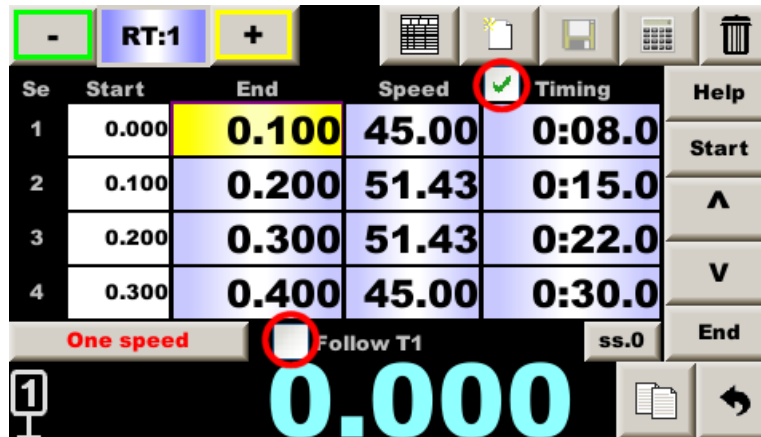 - RT:1 +
Se Start End Speed Timing Help
1 0.000 0.100 45.00 0:08.0
Start
2 0.100 0.200 51.43 0:15.0
ʌ
3 0.200 0.300 51.43 0:22.0
v
4 0.300 0.400 45.00 0:30.0
One speed Follow T1 ss.0 End
1 0.000